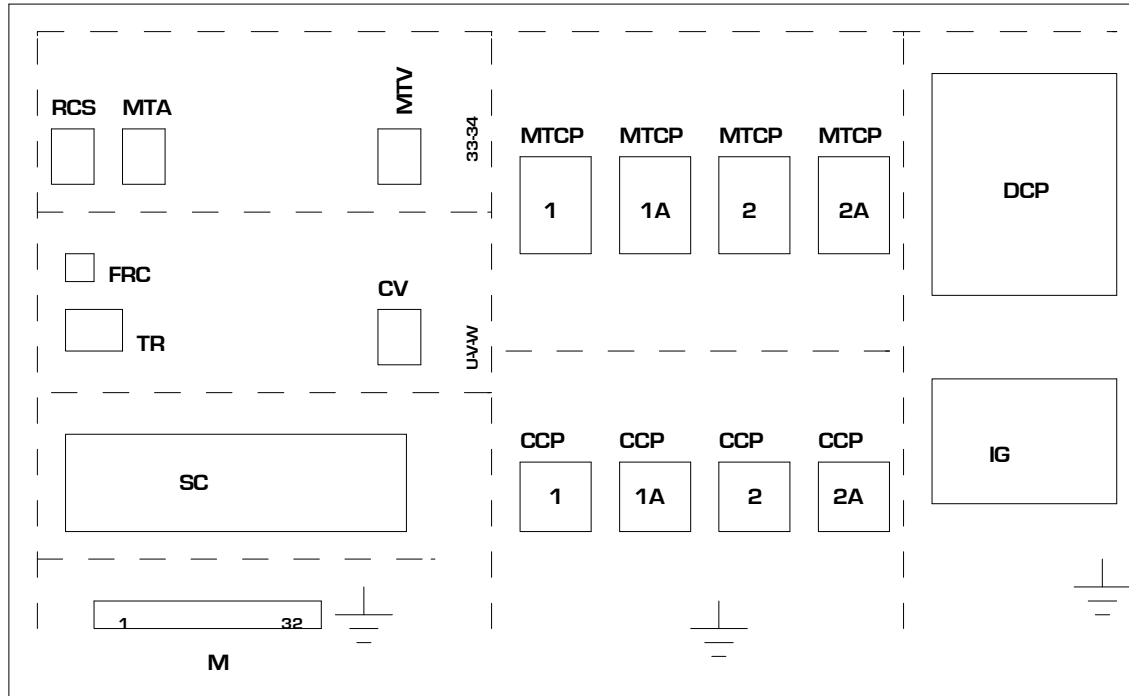 RCS MTA MTV 33-34
MTCP MTCP MTCP MTCP
1 1A 2 2A
DCP
FRC
TR
CV
U-V-W
CCP CCP CCP CCP
1 1A 2 2A
SC
IG
1 32
M